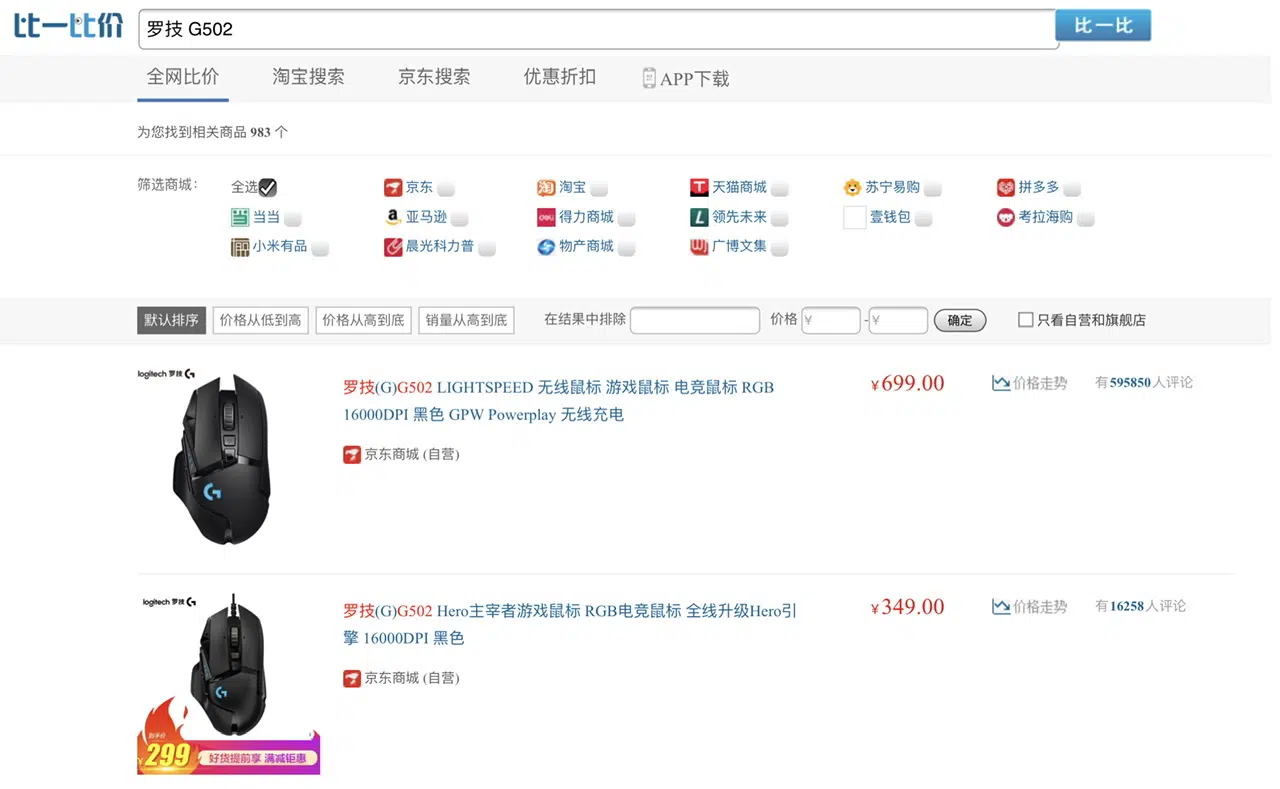 比一比价
罗技 G502
比一比
全网比价 淘宝搜索 京东搜索 优惠折扣 APP下载
为您找到相关商品 983 个
筛选商城： 全选 京东 淘宝 天猫商城 苏宁易购 拼多多
当当 亚马逊 得力商城 领先未来 壹钱包 考拉海购
小米有品 晨光科力普 物产商城 广博文集
默认排序 价格从低到高 价格从高到底 销量从高到底 在结果中排除 价格 ¥ - ¥ 确定 只看自营和旗舰店
logitech 罗技 G
罗技(G)G502 LIGHTSPEED 无线鼠标 游戏鼠标 电竞鼠标 RGB
16000DPI 黑色 GPW Powerplay 无线充电
京东商城 (自营)
¥699.00
价格走势
有595850人评论
logitech 罗技 G
罗技(G)G502 Hero主宰者游戏鼠标 RGB电竞鼠标 全线升级Hero引
擎 16000DPI 黑色
京东商城 (自营)
¥349.00
价格走势
有16258人评论
到手价
¥299
好货提前享 满减钜惠